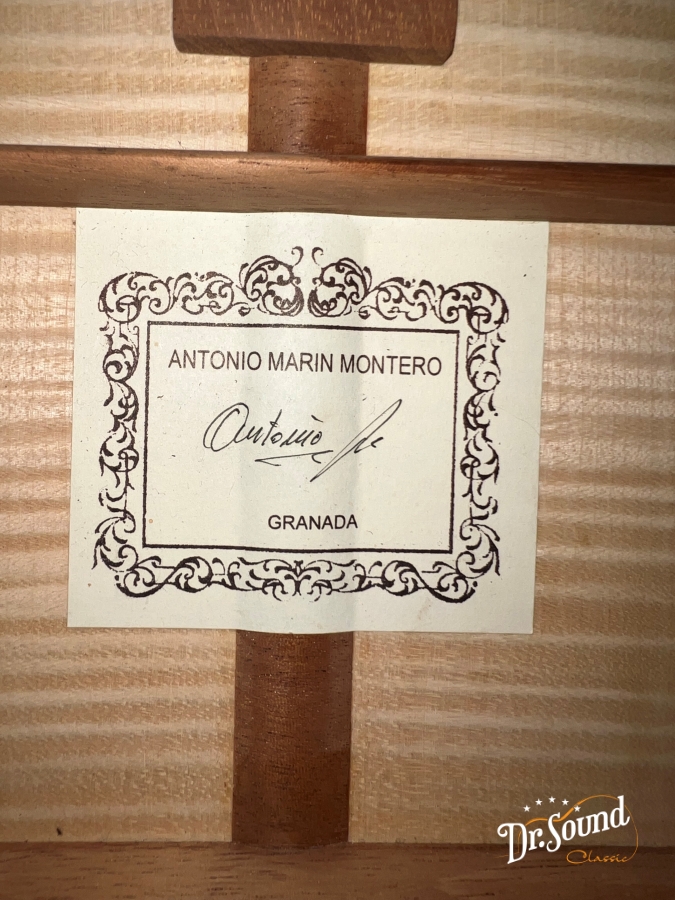 ANTONIO MARIN MONTERO
Antonio
GRANADA
Dr. Sound
Classic